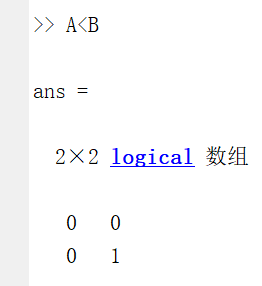 >> A<B
ans =
2×2 logical 数组
0 0
0 1